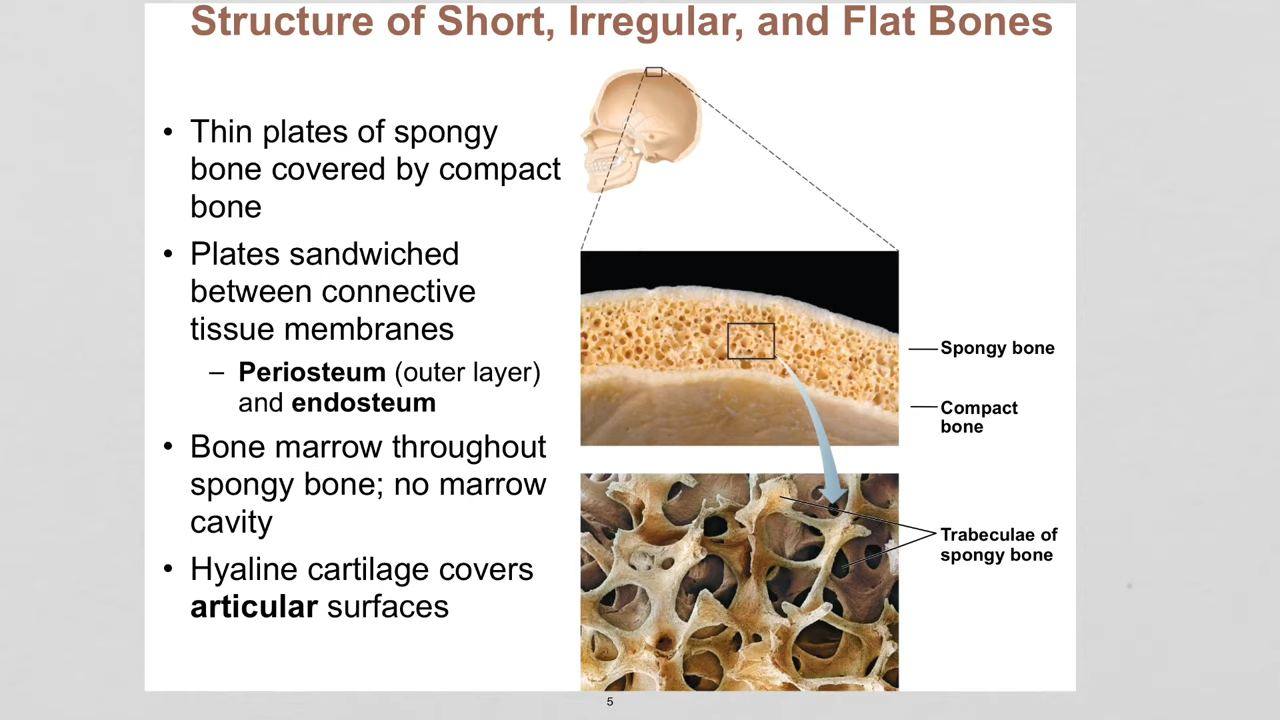 Structure of Short, Irregular, and Flat Bones
• Thin plates of spongy
bone covered by compact
bone
• Plates sandwiched
between connective
tissue membranes
– Periosteum (outer layer)
and endosteum
• Bone marrow throughout
spongy bone; no marrow
cavity
• Hyaline cartilage covers
articular surfaces
Spongy bone
Compact
bone
Trabeculae of
spongy bone
5